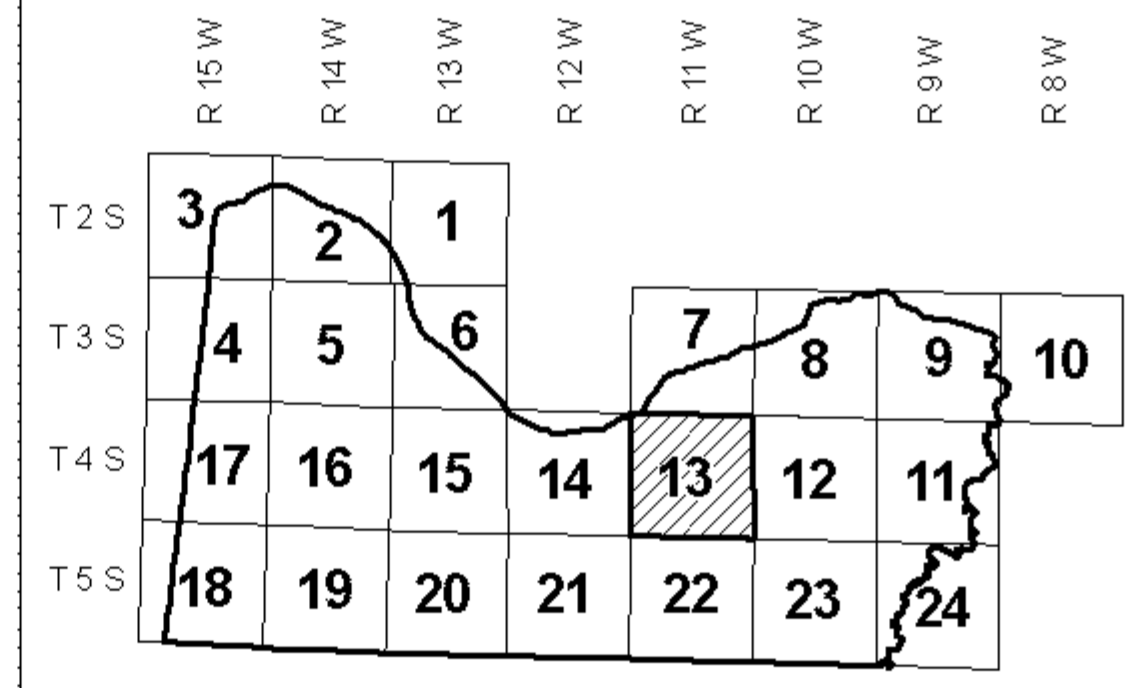 R 15 W R 14 W R 13 W R 12 W R 11 W R 10 W R 9 W R 8 W
T 2 S 3 2 1
T 3 S 4 5 6 7 8 9 10
T 4 S 17 16 15 14 13 12 11
T 5 S 18 19 20 21 22 23 24